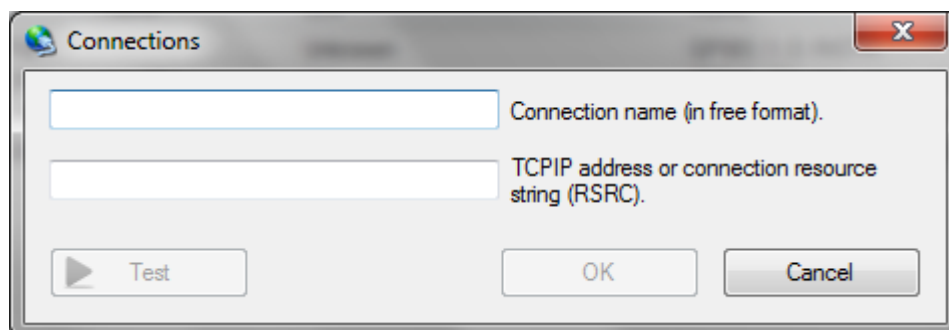 Connections
Connection name (in free format).
TCPIP address or connection resource
string (RSRC).
Test
OK
Cancel